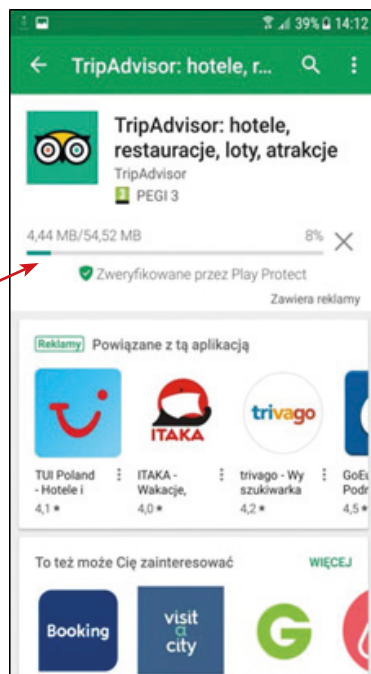 39% 14:12
TripAdvisor: hotele, r...
TripAdvisor: hotele,
restauracje, loty, atrakcje
TripAdvisor
3 PEGI 3
4,44 MB/54,52 MB 8%
Zweryfikowane przez Play Protect
Zawiera reklamy
Reklamy Powiązane z tą aplikacją
ITAKA
trivago
TUI Poland
- Hotele i
4,1
ITAKA -
Wakacje,
4,0
trivago - Wy
szukiwarka
4,2
GoEu
Podr
4,5
To też może Cię zainteresować WIĘCEJ
Booking
visit
a
city
G